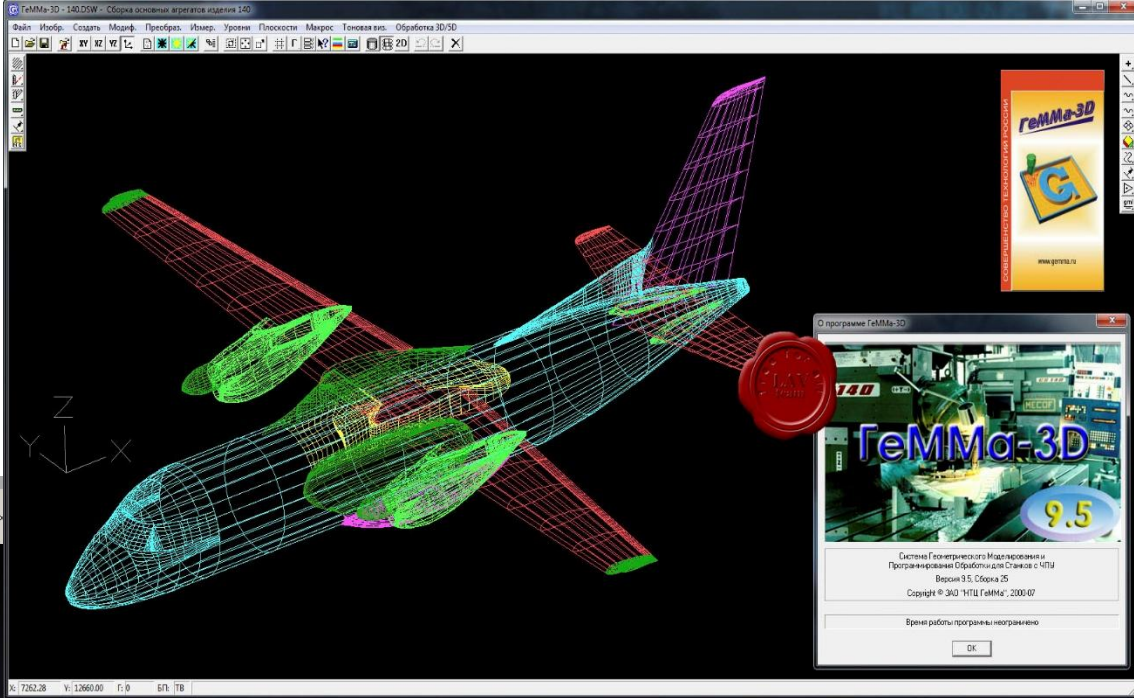 ГеММа-3D - 140.DSW - Сборка основных агрегатов изделия 140
Файл Изобр. Создать Модиф. Преобраз. Измер. Уровни Плоскости Макрос Тоновая виз. Обработка 3D/5D
XY XZ YZ 2D
СОВЕРШЕНСТВО ТЕХНОЛОГИЙ РОССИИ
ГеММа-3D
G
www.gemma.ru
Z
Y X
О программе ГеММа-3D
140
ГеММа-3D
9.5
Система Геометрического Моделирования и
Программирования Обработки для Станков с ЧПУ
Версия 9.5, Сборка 25
Copyright © ЗАО "НТЦ ГеММа", 2000-07
Время работы программы неограничено
OK
X: 7262.28 Y: 12660.00 Г: 0 БП: ТВ